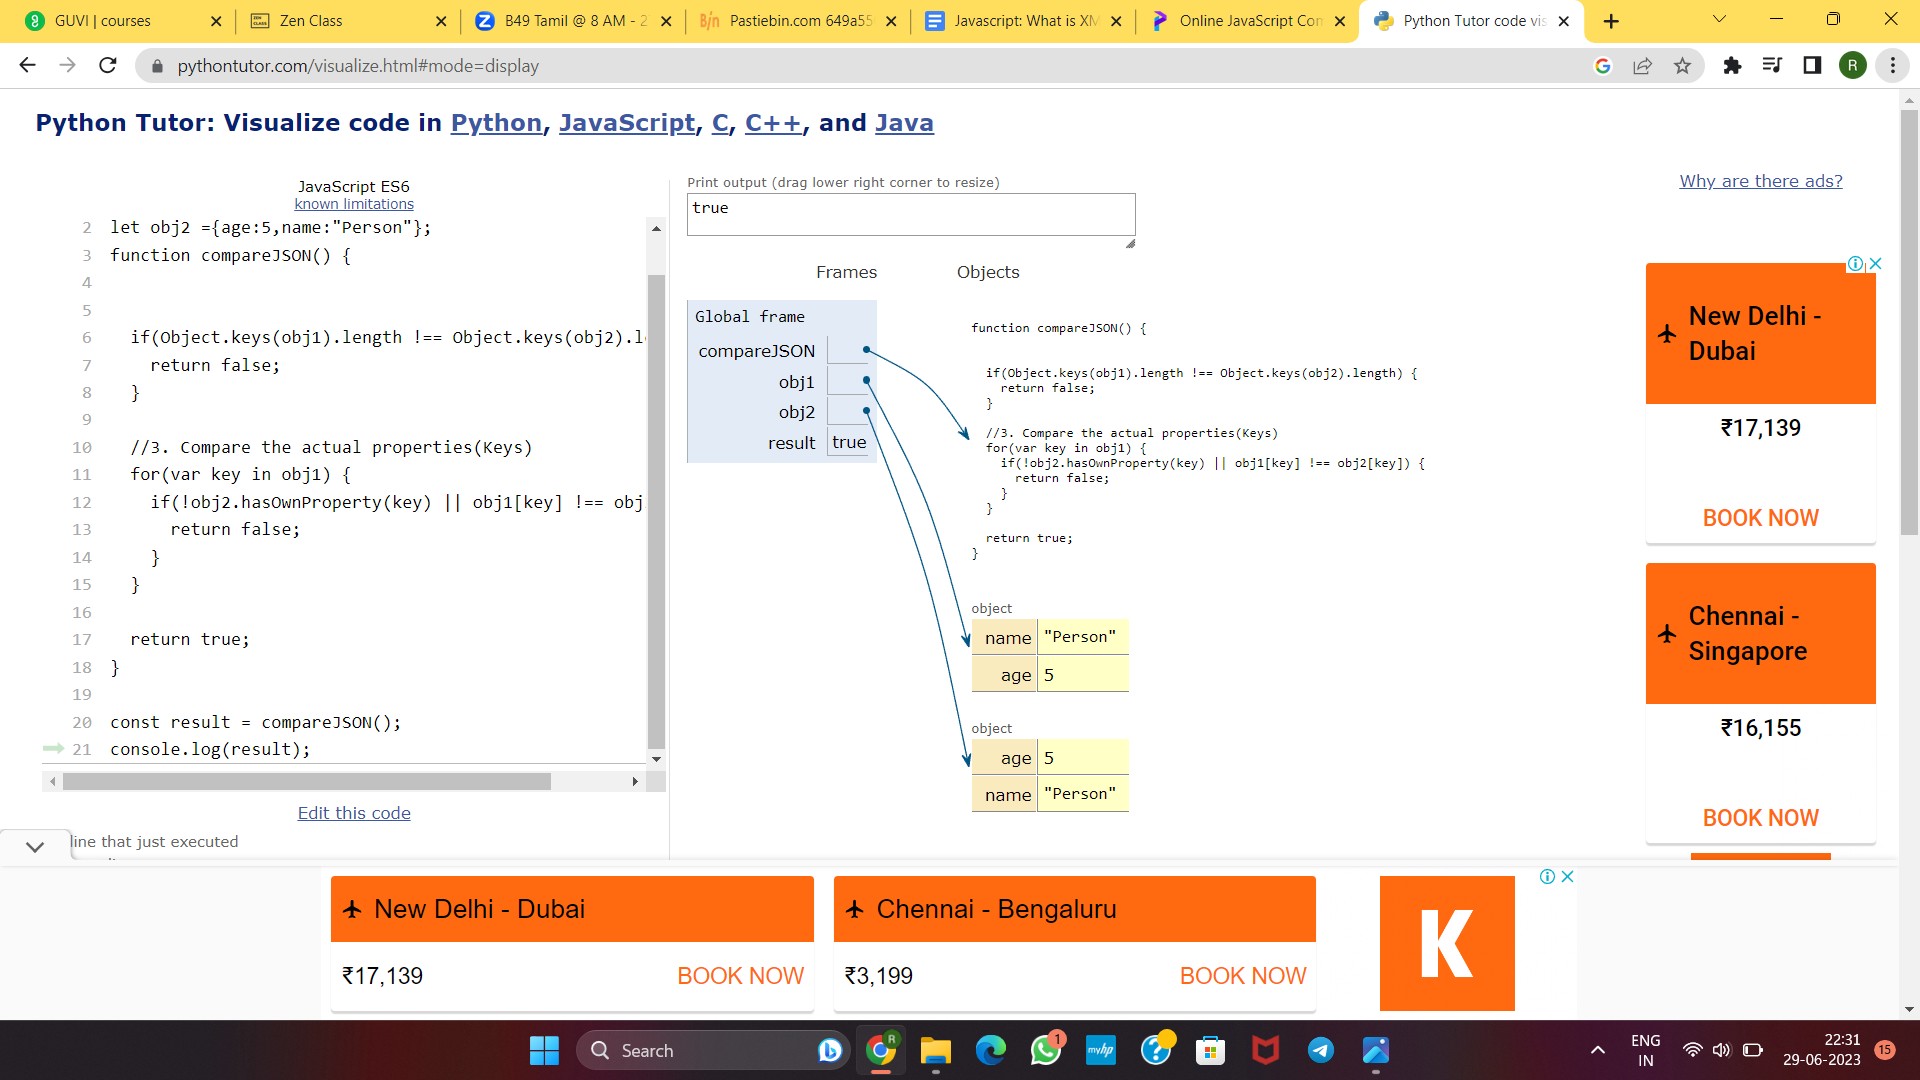 GUVI | courses
Zen Class
B49 Tamil @ 8 AM - 2
Pastiebin.com 649a55
Javascript: What is XM
Online JavaScript Com
Python Tutor code vis
pythontutor.com/visualize.html#mode=display
R
Python Tutor: Visualize code in Python, JavaScript, C, C++, and Java
JavaScript ES6
known limitations
2 let obj2 ={age:5,name:"Person"};
3 function compareJSON() {
4
5
6 if(Object.keys(obj1).length !== Object.keys(obj2).l
7 return false;
8 }
9
10 //3. Compare the actual properties(Keys)
11 for(var key in obj1) {
12 if(!obj2.hasOwnProperty(key) || obj1[key] !== obj
13 return false;
14 }
15 }
16
17 return true;
18 }
19
20 const result = compareJSON();
21 console.log(result);
Edit this code
line that just executed
Print output (drag lower right corner to resize)
true
Frames
Objects
Global frame
compareJSON
obj1
obj2
result true
function compareJSON() {
if(Object.keys(obj1).length !== Object.keys(obj2).length) {
return false;
}
//3. Compare the actual properties(Keys)
for(var key in obj1) {
if(!obj2.hasOwnProperty(key) || obj1[key] !== obj2[key]) {
return false;
}
}
return true;
}
object
name "Person"
age 5
object
age 5
name "Person"
Why are there ads?
New Delhi -
Dubai
₹17,139
BOOK NOW
Chennai -
Singapore
₹16,155
BOOK NOW
New Delhi - Dubai
₹17,139
BOOK NOW
Chennai - Bengaluru
₹3,199
BOOK NOW
K
Search
R
1
myhp
ENG
IN
22:31
29-06-2023
15